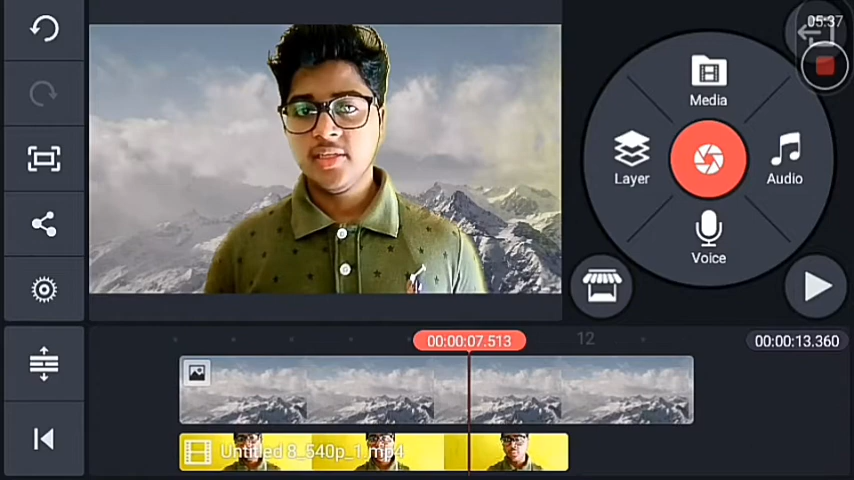 05:37
Media
Layer
Audio
Voice
00:00:07.513
12
00:00:13.360
Untitled 8_540p_1.mp4